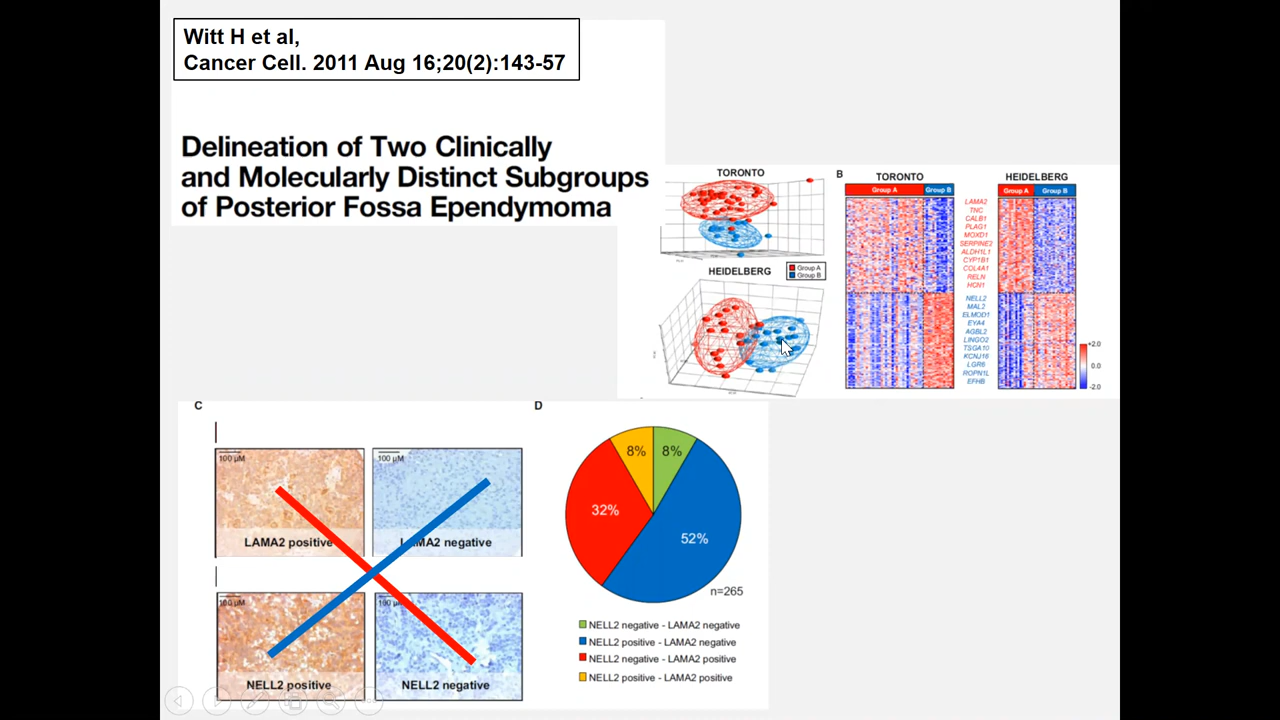 Witt H et al,
Cancer Cell. 2011 Aug 16;20(2):143-57
Delineation of Two Clinically
and Molecularly Distinct Subgroups
of Posterior Fossa Ependymoma
TORONTO
HEIDELBERG
Group A
Group B
B
TORONTO
HEIDELBERG
Group A
Group B
Group A
Group B
LAMA2
TNC
CALB1
PLAG1
MOXD1
SERPINE2
ALDH1L1
CYP1B1
COL4A1
RELN
HCN1
NELL2
MAL2
ELMOD1
EYA4
AGBL2
LINGO2
TSGA10
KCNJ16
LGR6
ROPN1L
EFHB
+2.0
0.0
-2.0
C
100 µM
100 µM
LAMA2 positive
LAMA2 negative
100 µM
100 µM
NELL2 positive
NELL2 negative
D
8%
8%
32%
52%
n=265
NELL2 negative - LAMA2 negative
NELL2 positive - LAMA2 negative
NELL2 negative - LAMA2 positive
NELL2 positive - LAMA2 positive